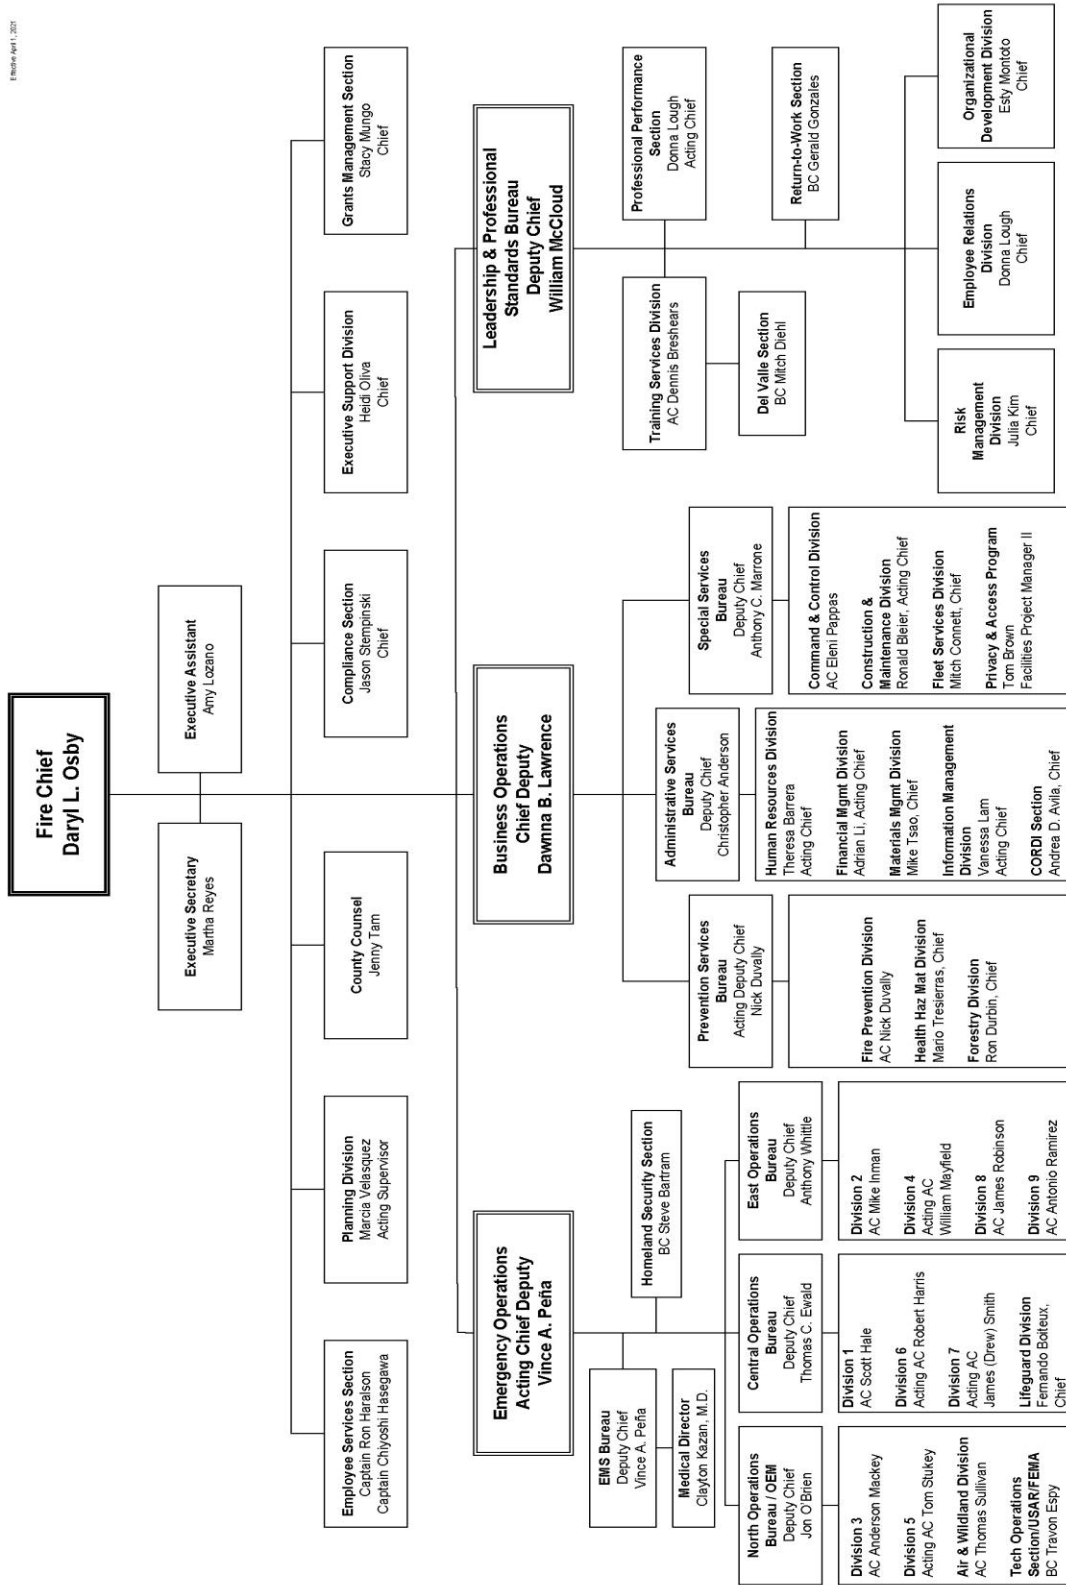 Effective April 1, 2021
Fire Chief
Daryl L. Osby
Executive Secretary
Martha Reyes
Executive Assistant
Amy Lozano
Employee Services Section
Captain Ron Haralson
Captain Chiyoshi Hasegawa
Planning Division
Marcia Velasquez
Acting Supervisor
County Counsel
Jenny Tam
Compliance Section
Jason Stempinski
Chief
Executive Support Division
Heidi Oliva
Chief
Grants Management Section
Stacy Mungo
Chief
Emergency Operations
Acting Chief Deputy
Vince A. Peña
Business Operations
Chief Deputy
Dawnna B. Lawrence
Leadership & Professional
Standards Bureau
Deputy Chief
William McCloud
EMS Bureau
Deputy Chief
Vince A. Peña
Medical Director
Clayton Kazan, M.D.
Homeland Security Section
BC Steve Bartram
North Operations
Bureau / OEM
Deputy Chief
Jon O'Brien
Division 3
AC Anderson Mackey
Division 5
Acting AC Tom Stukey
Air & Wildland Division
AC Thomas Sullivan
Tech Operations
Section/USAR/FEMA
BC Travon Espy
Central Operations
Bureau
Deputy Chief
Thomas C. Ewald
Division 1
AC Scott Hale
Division 6
Acting AC Robert Harris
Division 7
Acting AC
James (Drew) Smith
Lifeguard Division
Fernando Boiteux,
Chief
East Operations
Bureau
Deputy Chief
Anthony Whittle
Division 2
AC Mike Inman
Division 4
Acting AC
William Mayfield
Division 8
AC James Robinson
Division 9
AC Antonio Ramirez
Prevention Services
Bureau
Acting Deputy Chief
Nick Duvally
Fire Prevention Division
AC Nick Duvally
Health Haz Mat Division
Mario Tresierras, Chief
Forestry Division
Ron Durbin, Chief
Administrative Services
Bureau
Deputy Chief
Christopher Anderson
Human Resources Division
Theresa Barrera
Acting Chief
Financial Mgmt Division
Adrian Li, Acting Chief
Materials Mgmt Division
Mike Tsao, Chief
Information Management
Division
Vanessa Lam
Acting Chief
CORDI Section
Andrea D. Avila, Chief
Special Services
Bureau
Deputy Chief
Anthony C. Marrone
Command & Control Division
AC Eleni Pappas
Construction &
Maintenance Division
Ronald Bleier, Acting Chief
Fleet Services Division
Mitch Connett, Chief
Privacy & Access Program
Tom Brown
Facilities Project Manager II
Training Services Division
AC Dennis Breshears
Professional Performance
Section
Donna Lough
Acting Chief
Del Valle Section
BC Mitch Diehl
Return-to-Work Section
BC Gerald Gonzales
Risk
Management
Division
Julia Kim
Chief
Employee Relations
Division
Donna Lough
Chief
Organizational
Development Division
Esty Montoto
Chief